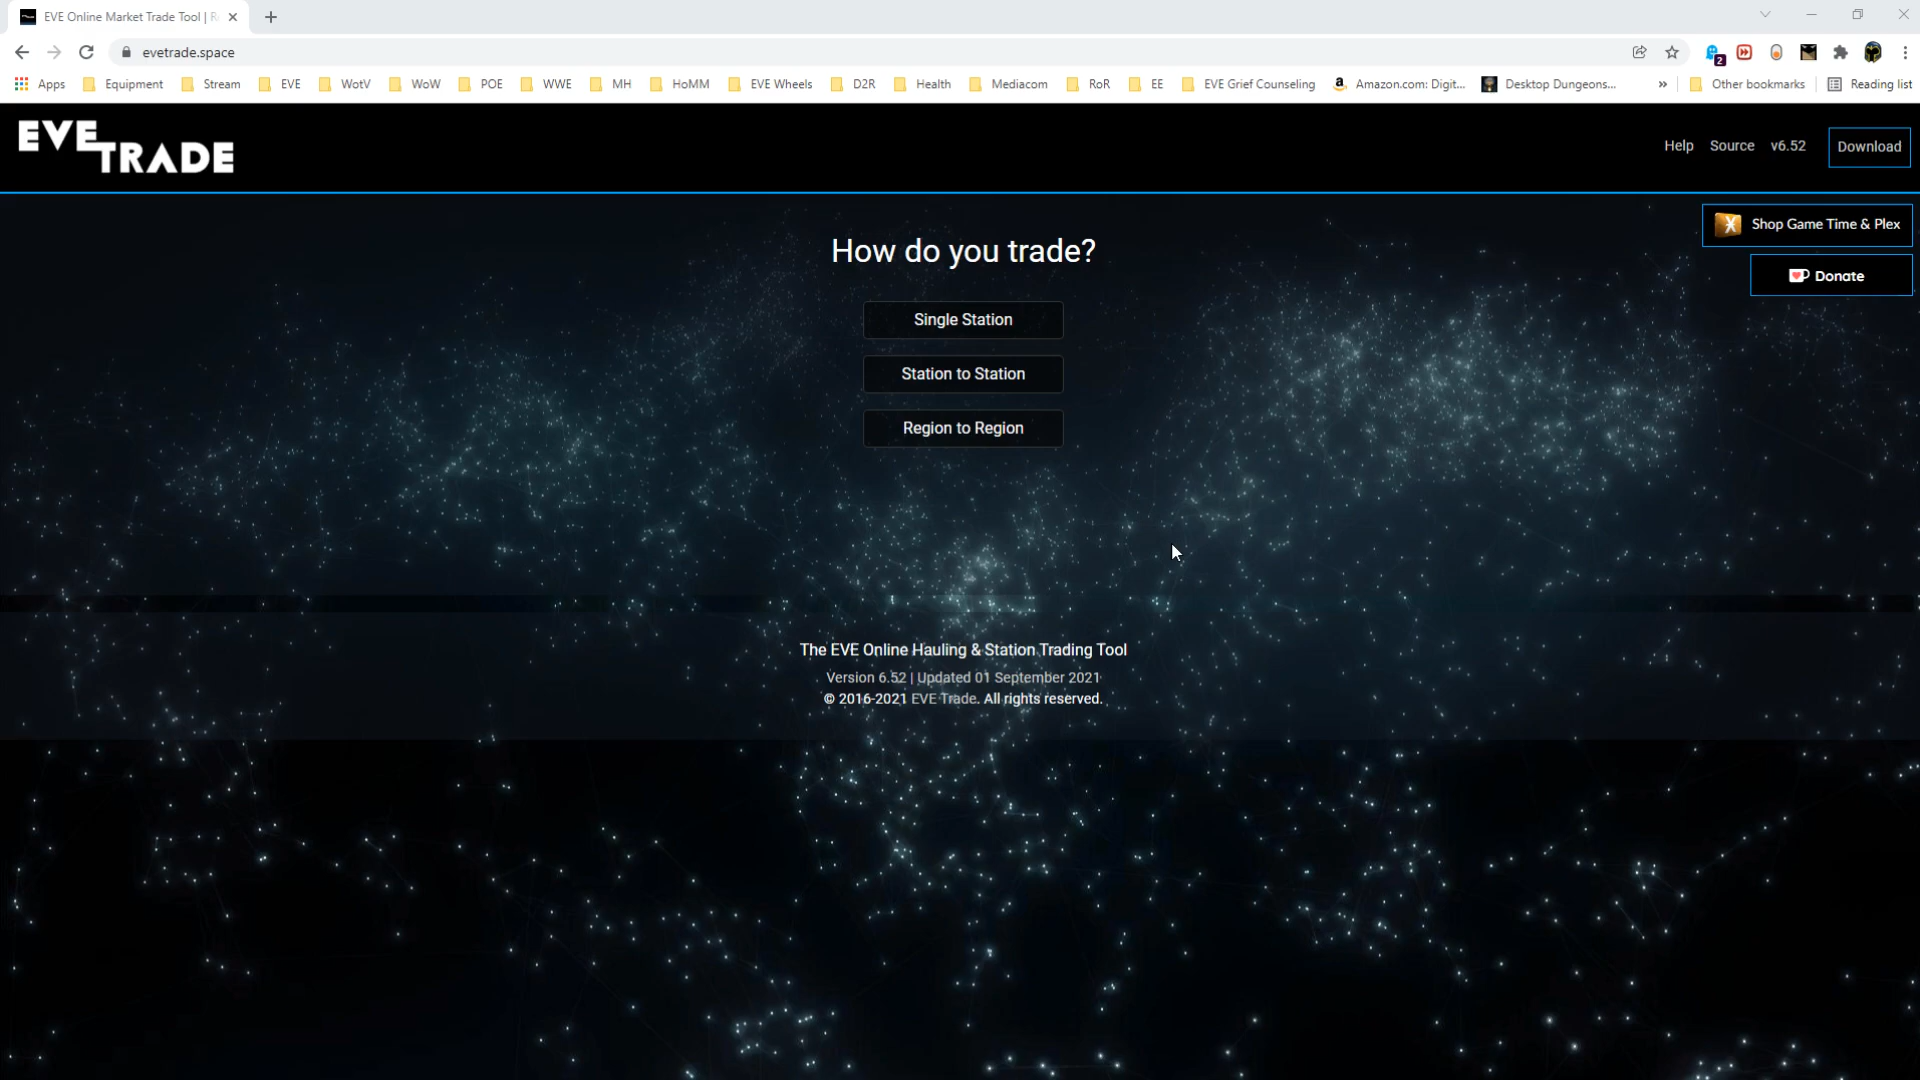 EVE Online Market Trade Tool | R
evetrade.space
2
Apps Equipment Stream EVE WotV WoW POE WWE MH HoMM EVE Wheels D2R Health Mediacom RoR EE EVE Grief Counseling Amazon.com: Digit... Desktop Dungeons... » Other bookmarks Reading list
EVE
TRADE
Help Source v6.52 Download
Shop Game Time & Plex
Donate
How do you trade?
Single Station
Station to Station
Region to Region
The EVE Online Hauling & Station Trading Tool
Version 6.52 | Updated 01 September 2021
© 2016-2021 EVE Trade. All rights reserved.